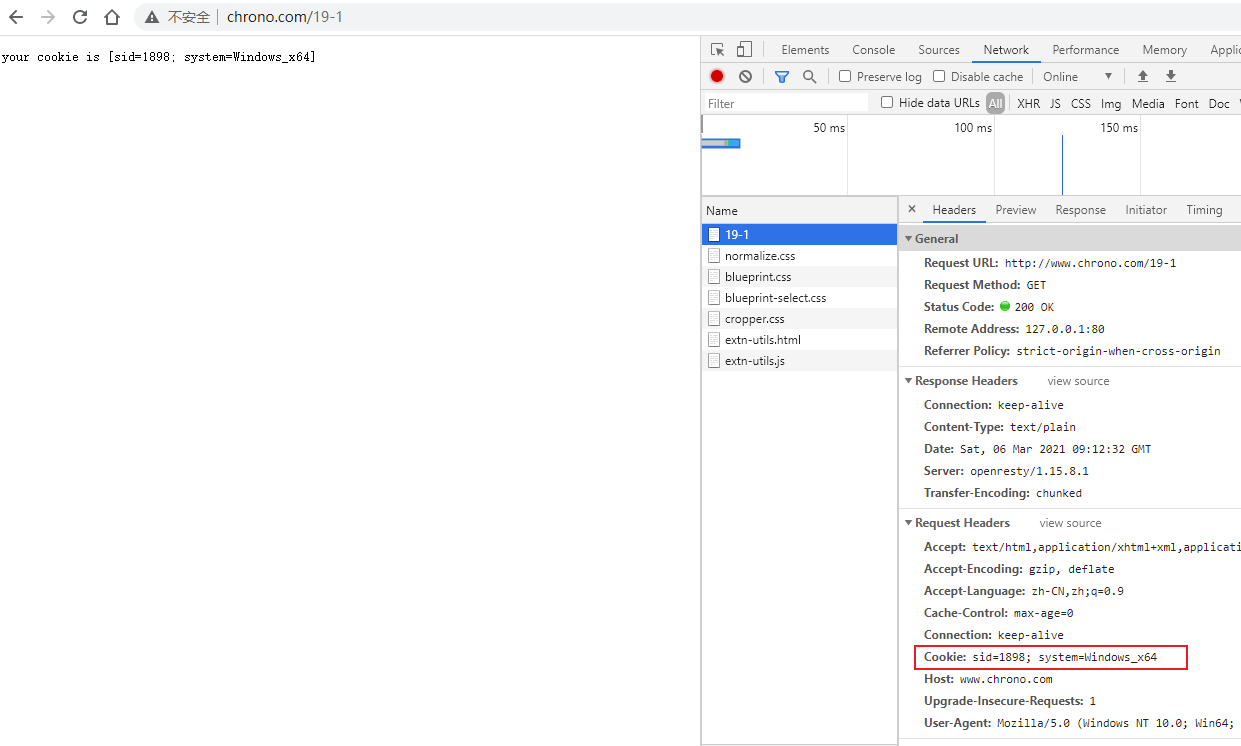 不安全 chrono.com/19-1
your cookie is [sid=1898; system=Windows_x64]
Elements Console Sources Network Performance Memory Applic
Preserve log Disable cache Online
Filter Hide data URLs All XHR JS CSS Img Media Font Doc
50 ms 100 ms 150 ms
Name
19-1
normalize.css
blueprint.css
blueprint-select.css
cropper.css
extn-utils.html
extn-utils.js
× Headers Preview Response Initiator Timing
General
Request URL: http://www.chrono.com/19-1
Request Method: GET
Status Code: 200 OK
Remote Address: 127.0.0.1:80
Referrer Policy: strict-origin-when-cross-origin
Response Headers view source
Connection: keep-alive
Content-Type: text/plain
Date: Sat, 06 Mar 2021 09:12:32 GMT
Server: openresty/1.15.8.1
Transfer-Encoding: chunked
Request Headers view source
Accept: text/html,application/xhtml+xml,applicati
Accept-Encoding: gzip, deflate
Accept-Language: zh-CN,zh;q=0.9
Cache-Control: max-age=0
Connection: keep-alive
Cookie: sid=1898; system=Windows_x64
Host: www.chrono.com
Upgrade-Insecure-Requests: 1
User-Agent: Mozilla/5.0 (Windows NT 10.0; Win64;